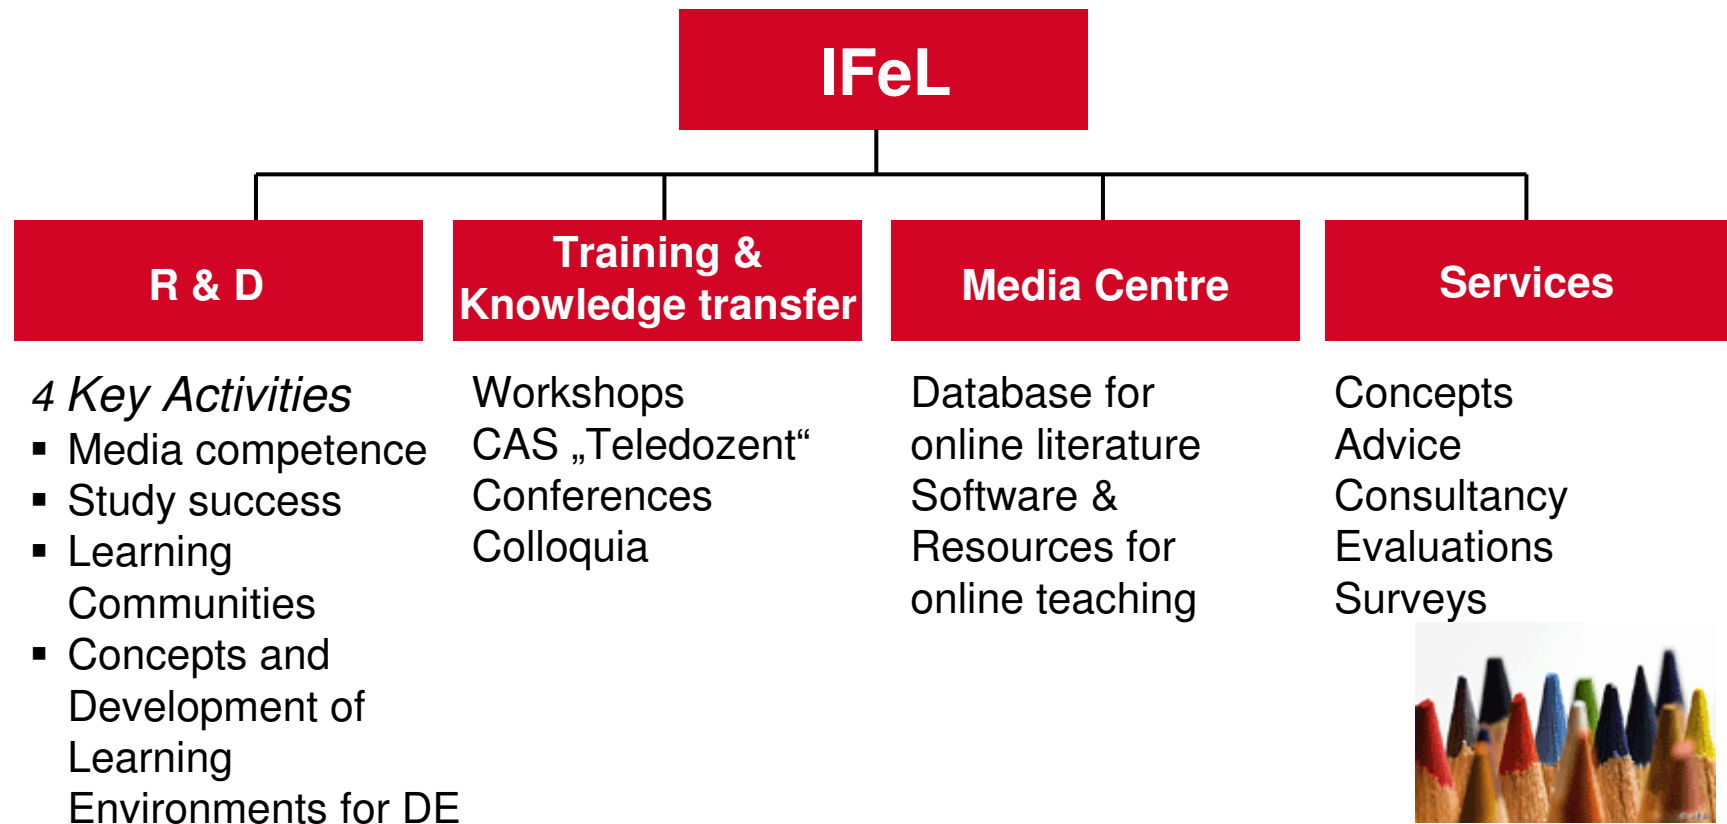 IFeL
R & D
Training &
Knowledge transfer
Media Centre
Services
4 Key Activities
▪ Media competence
▪ Study success
▪ Learning
Communities
▪ Concepts and
Development of
Learning
Environments for DE
Workshops
CAS „Teledozent“
Conferences
Colloquia
Database for
online literature
Software &
Resources for
online teaching
Concepts
Advice
Consultancy
Evaluations
Surveys